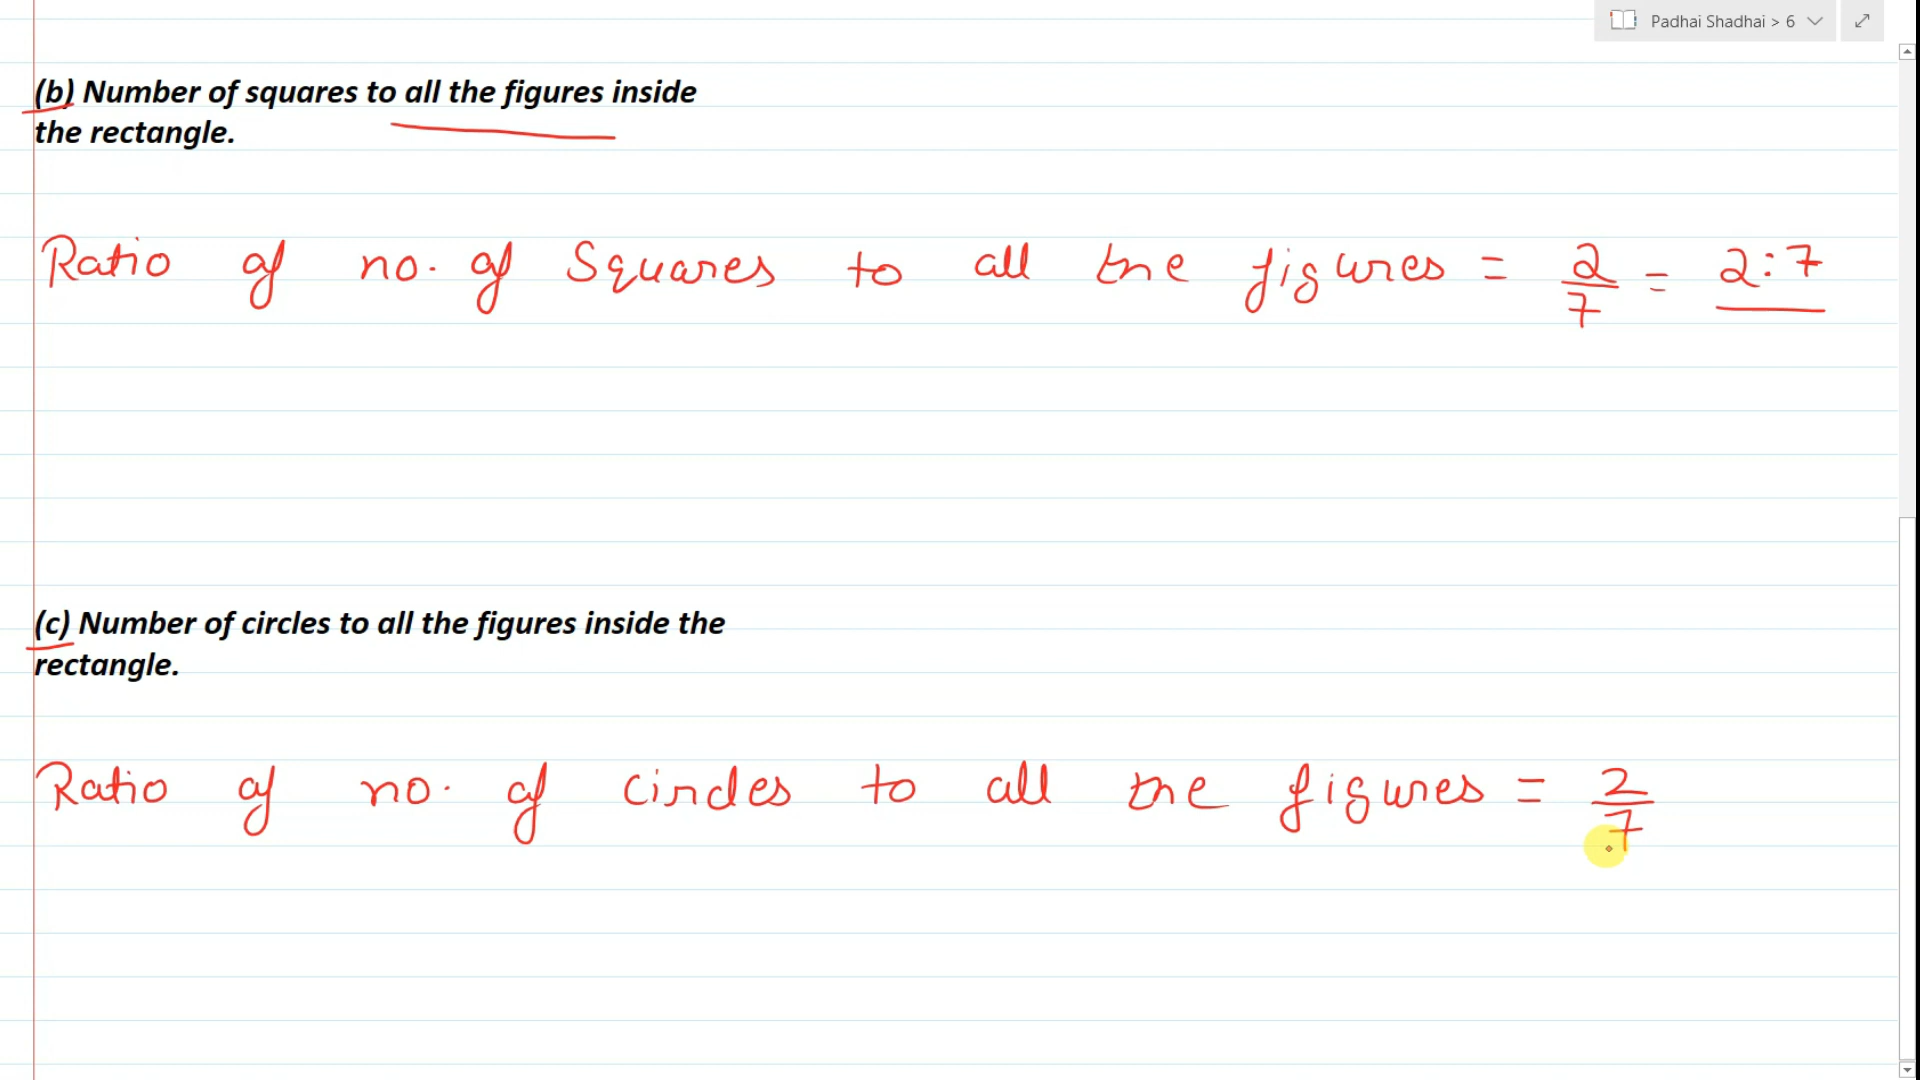 Padhai Shadhai > 6
(b) Number of squares to all the figures inside
the rectangle.
Ratio of no. of Squares to all the figures = 2/7 = 2:7
(c) Number of circles to all the figures inside the
rectangle.
Ratio of no. of circles to all the figures = 2/7